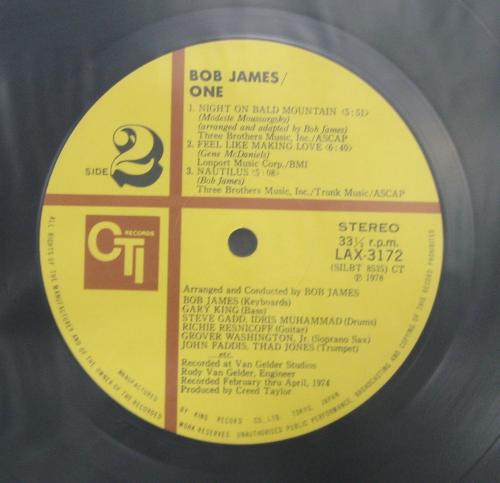 BOB JAMES/
ONE
1. NIGHT ON BALD MOUNTAIN <5:51>
(Modeste Moussorgsky)
(arranged and adapted by Bob James)
Three Brothers Music, Inc./ASCAP
2. FEEL LIKE MAKING LOVE <6:40>
(Gene McDaniels)
Lonport Music Corp./BMI
3. NAUTILUS <5:08>
(Bob James)
Three Brothers Music, Inc./Trunk Music/ASCAP
SIDE 2
CTI RECORDS
STEREO
33⅓ r.p.m.
LAX-3172
(SILBT 8535) CT
Ⓟ 1978
Arranged and Conducted by BOB JAMES
BOB JAMES (Keyboards)
GARY KING (Bass)
STEVE GADD, IDRIS MUHAMMAD (Drums)
RICHIE RESNICOFF (Guitar)
GROVER WASHINGTON, Jr. (Soprano Sax)
JOHN FADDIS, THAD JONES (Trumpet)
....etc.
Recorded at Van Gelder Studios
Rudy Van Gelder, Engineer
Recorded February thru April, 1974
Produced by Creed Taylor
MANUFACTURED BY KING RECORD CO., LTD. TOKYO, JAPAN
ALL RIGHTS OF THE MANUFACTURER AND OF THE OWNER OF THE RECORDED WORK RESERVED. UNAUTHORISED PUBLIC PERFORMANCE, BROADCASTING AND COPYING OF THIS RECORD PROHIBITED